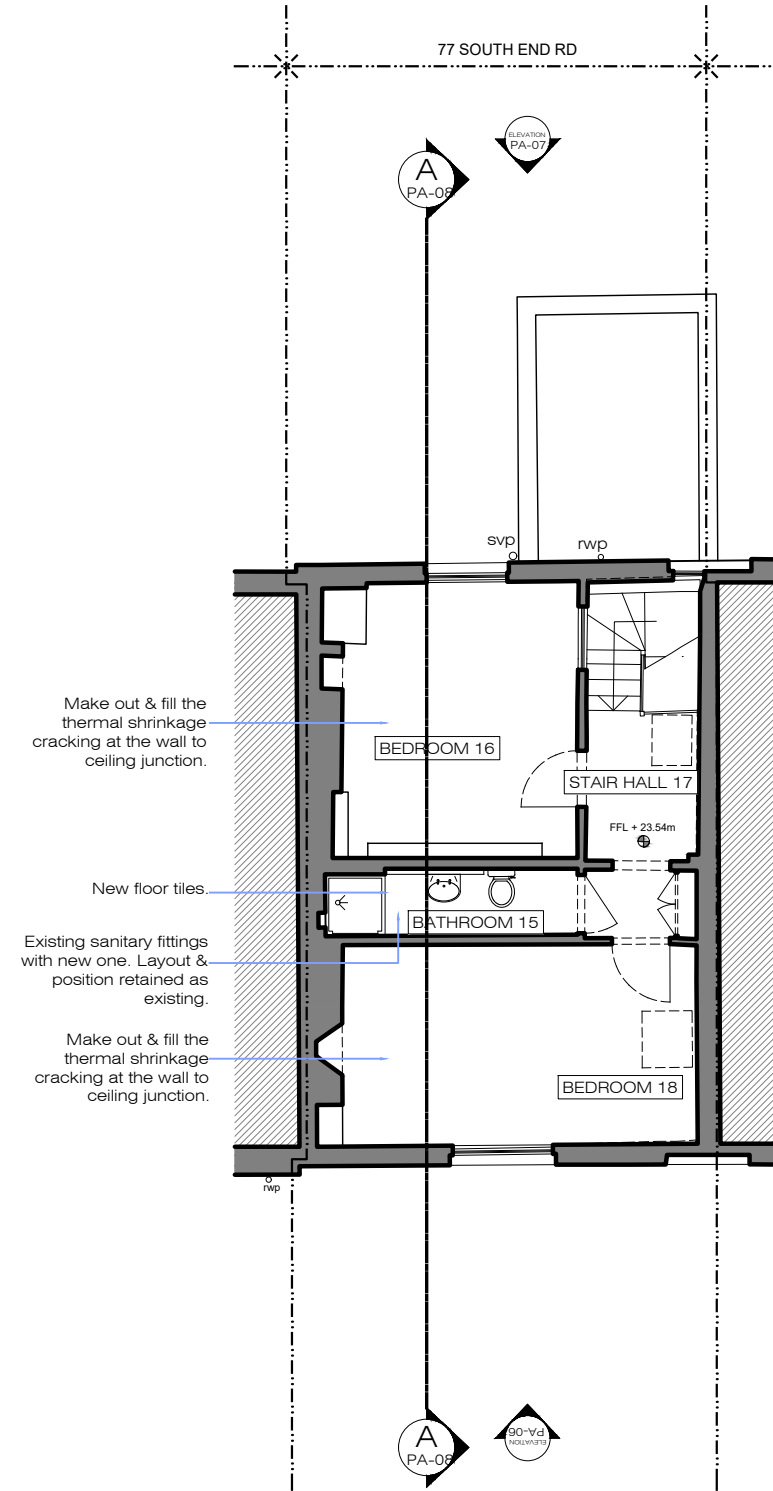 77 SOUTH END RD
ELEVATION
PA-07
A
PA-08
svp
rwp
Make out & fill the
thermal shrinkage
cracking at the wall to
ceiling junction.
BEDROOM 16
STAIR HALL 17
FFL + 23.54m
New floor tiles.
BATHROOM 15
Existing sanitary fittings
with new one. Layout &
position retained as
existing.
Make out & fill the
thermal shrinkage
cracking at the wall to
ceiling junction.
BEDROOM 18
rwp
A
PA-08
ELEVATION
PA-06